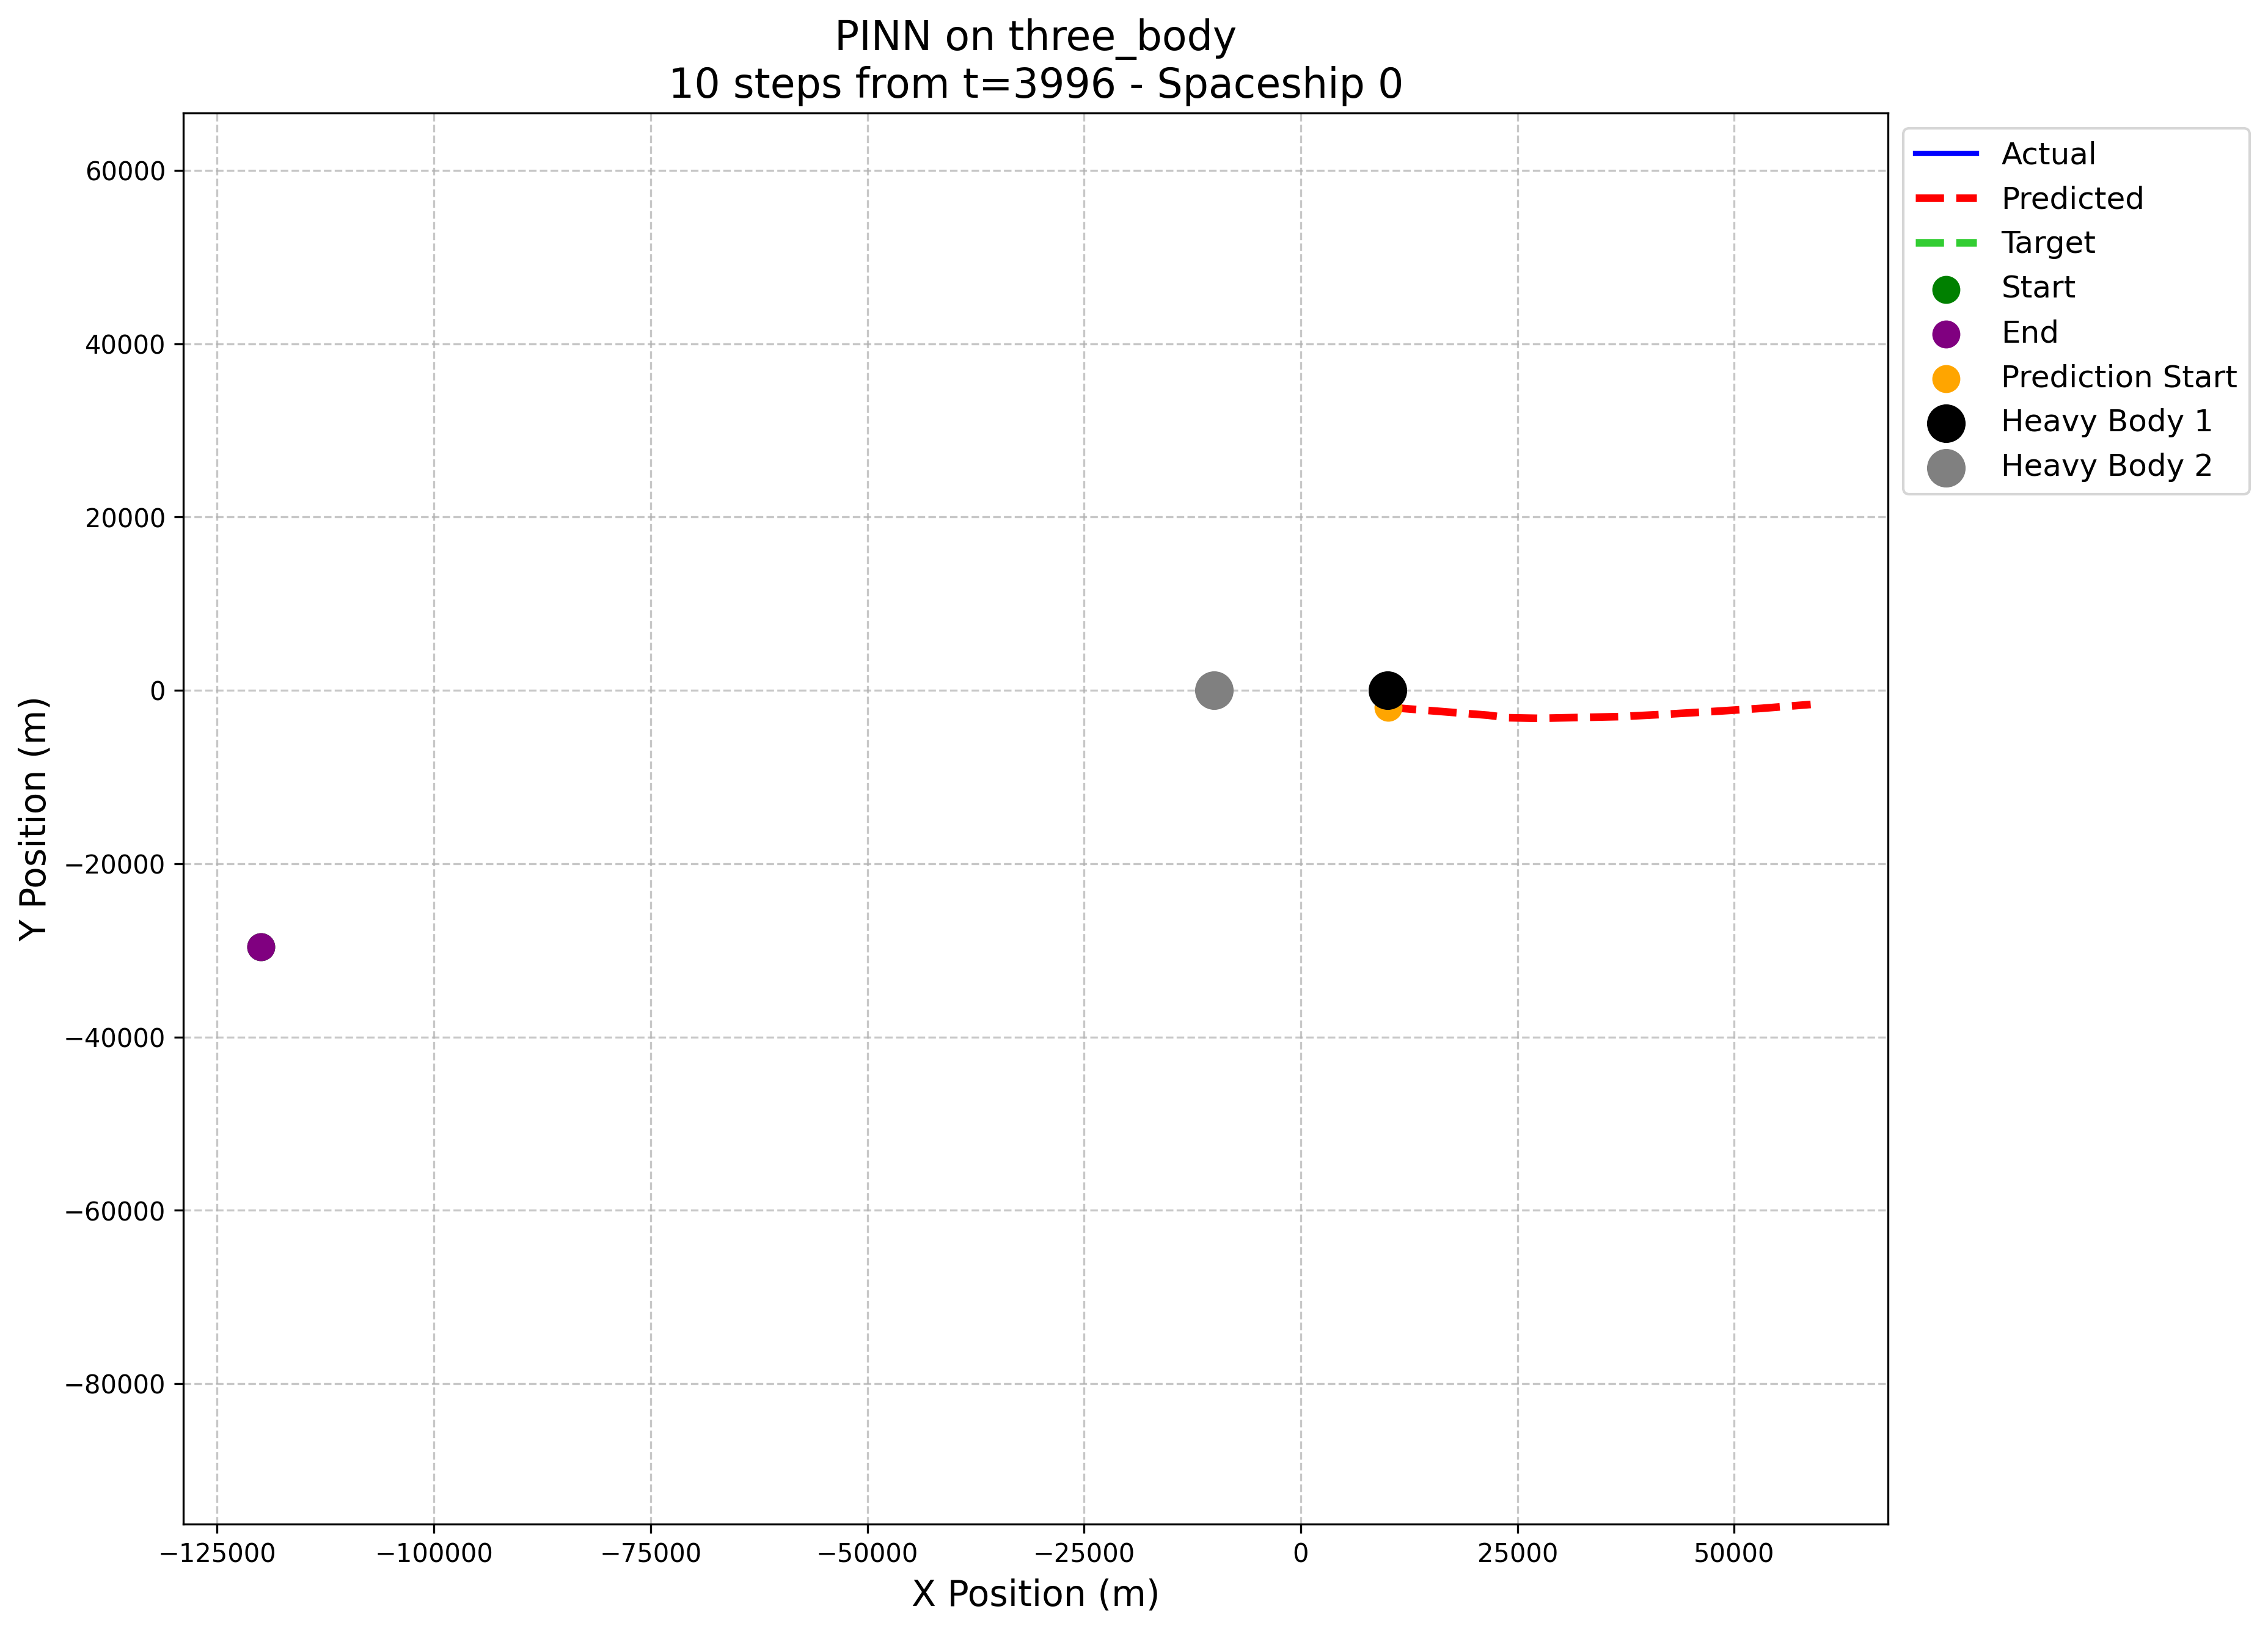 PINN on three_body
10 steps from t=3996 - Spaceship 0
Actual
Predicted
Target
Start
End
Prediction Start
Heavy Body 1
Heavy Body 2
Y Position (m)
60000
40000
20000
0
−20000
−40000
−60000
−80000
−125000
−100000
−75000
−50000
−25000
0
25000
50000
X Position (m)